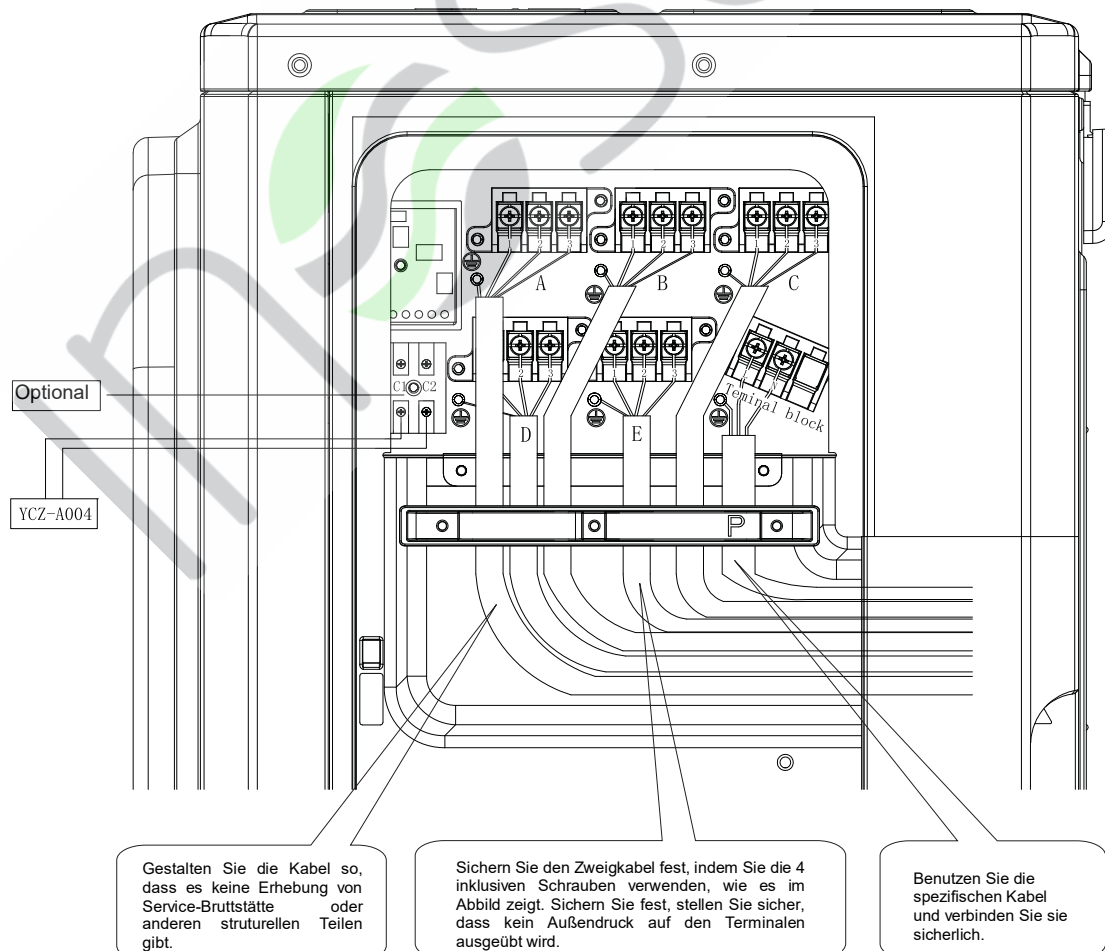 1 2 3
1 2 3
1 2 3
A B C
C1 C2
2 3
1 2 3
Teminal block
D E
Optional
YCZ-A004
P
Gestalten Sie die Kabel so,
dass es keine Erhebung von
Service-Bruttstätte oder
anderen struturellen Teilen
gibt.
Sichern Sie den Zweigkabel fest, indem Sie die 4
inklusiven Schrauben verwenden, wie es im
Abbild zeigt. Sichern Sie fest, stellen Sie sicher,
dass kein Außendruck auf den Terminalen
ausgeübt wird.
Benutzen Sie die
spezifischen Kabel
und verbinden Sie sie
sicherlich.